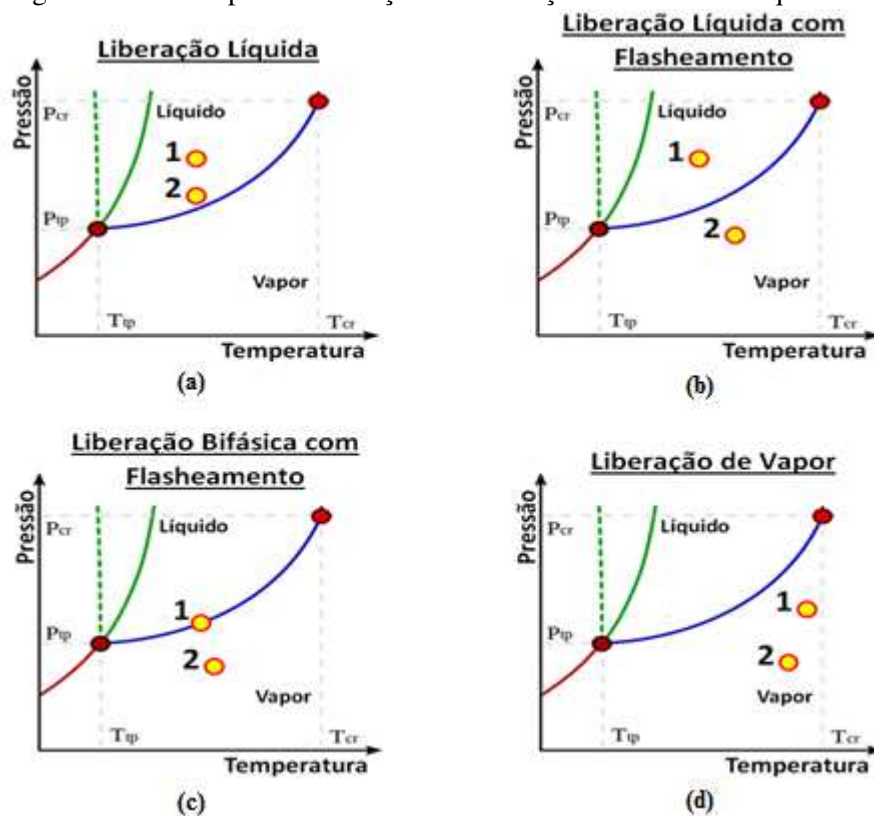 Liberação Líquida
Pressão
Pcr
Líquido
1
2
Ptp
Vapor
Ttp
Tcr
Temperatura
(a)
Liberação Líquida com
Flasheamento
Pressão
Pcr
Líquido
1
Ptp
2
Vapor
Ttp
Tcr
Temperatura
(b)
Liberação Bifásica com
Flasheamento
Pressão
Pcr
Líquido
1
Ptp
2
Vapor
Ttp
Tcr
Temperatura
(c)
Liberação de Vapor
Pressão
Pcr
Líquido
1
Ptp
2
Vapor
Ttp
Tcr
Temperatura
(d)